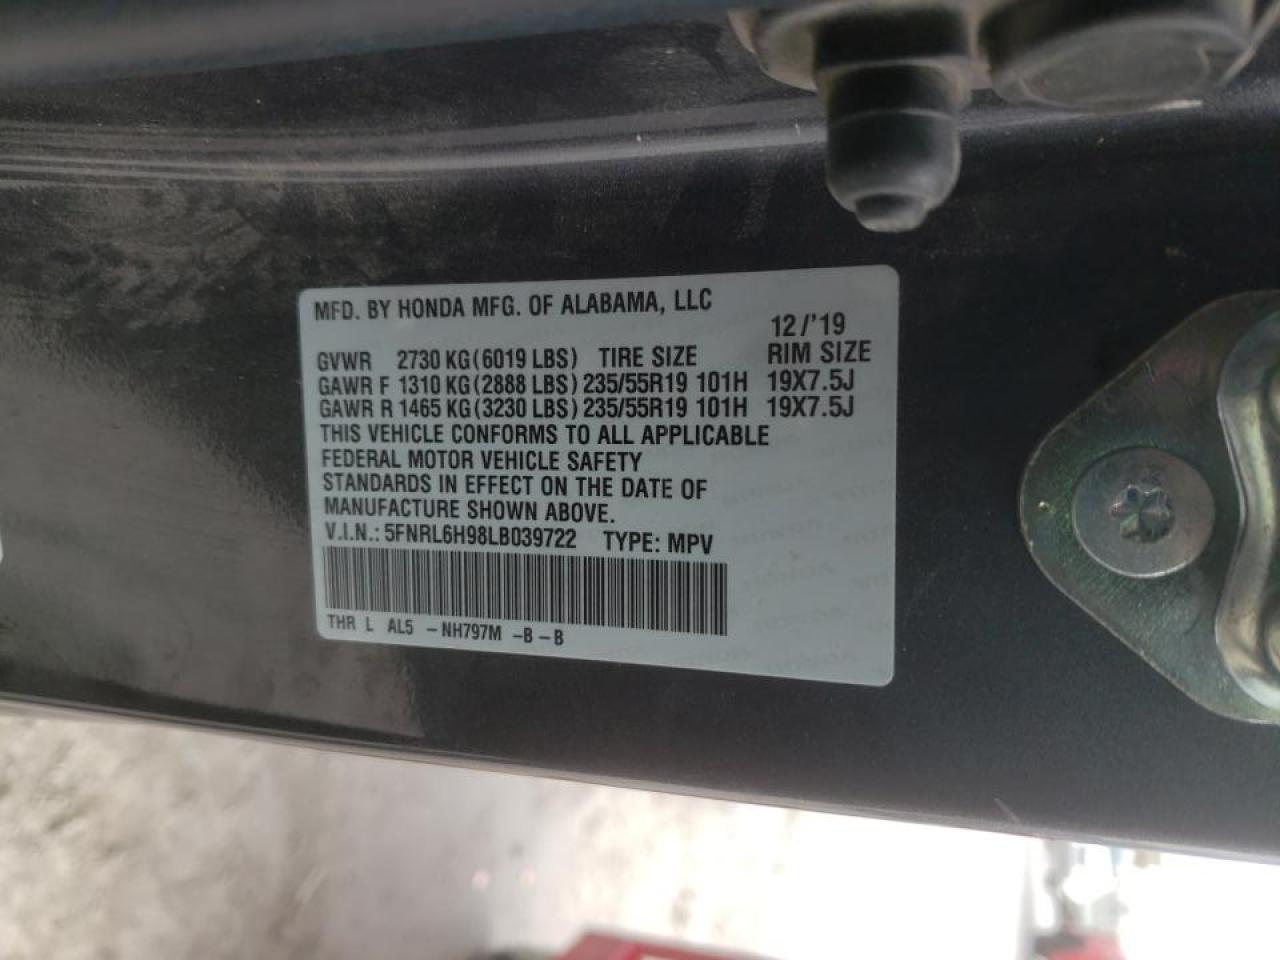 MFD. BY HONDA MFG. OF ALABAMA, LLC
12/'19
GVWR 2730 KG(6019 LBS) TIRE SIZE RIM SIZE
GAWR F 1310 KG(2888 LBS) 235/55R19 101H 19X7.5J
GAWR R 1465 KG(3230 LBS) 235/55R19 101H 19X7.5J
THIS VEHICLE CONFORMS TO ALL APPLICABLE
FEDERAL MOTOR VEHICLE SAFETY
STANDARDS IN EFFECT ON THE DATE OF
MANUFACTURE SHOWN ABOVE.
V.I.N.: 5FNRL6H98LB039722 TYPE: MPV
THR L AL5 -NH797M -B-B